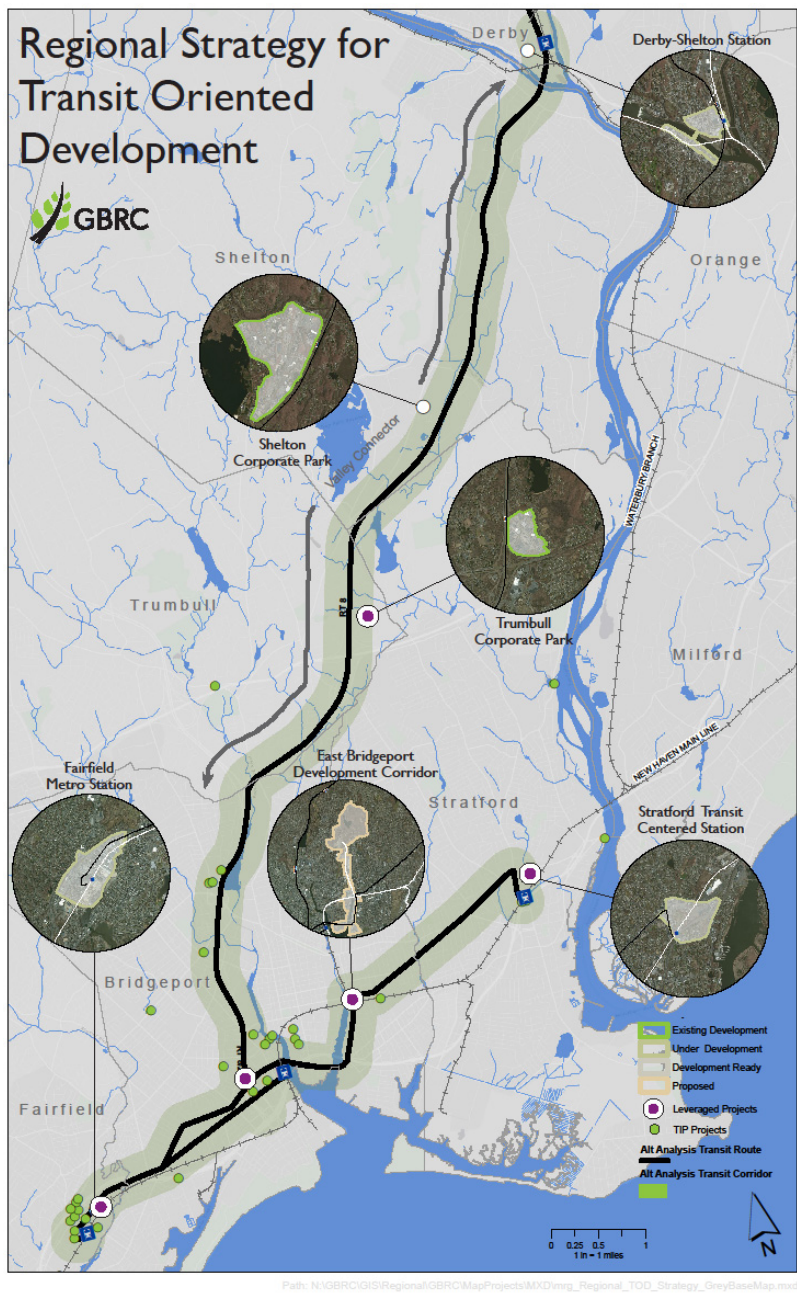 Regional Strategy for
Transit Oriented
Development
GBRC
Derby
Derby-Shelton Station
Shelton
Orange
Shelton
Corporate Park
Valley Connector
WATERBURY BRANCH
Trumbull
RT 8
Trumbull
Corporate Park
Milford
NEW HAVEN MAIN LINE
Fairfield
Metro Station
East Bridgeport
Development Corridor
Stratford
Stratford Transit
Centered Station
Bridgeport
Fairfield
Existing Development
Under Development
Development Ready
Proposed
Leveraged Projects
TIP Projects
Alt Analysis Transit Route
Alt Analysis Transit Corridor
0 0.25 0.5 1
1 in = 1 miles
N
Path: N:\GBRC\GIS\Regional\GBRC\MapProjects\MXD\mrg_Regional_TOD_Strategy_GreyBaseMap.mxd